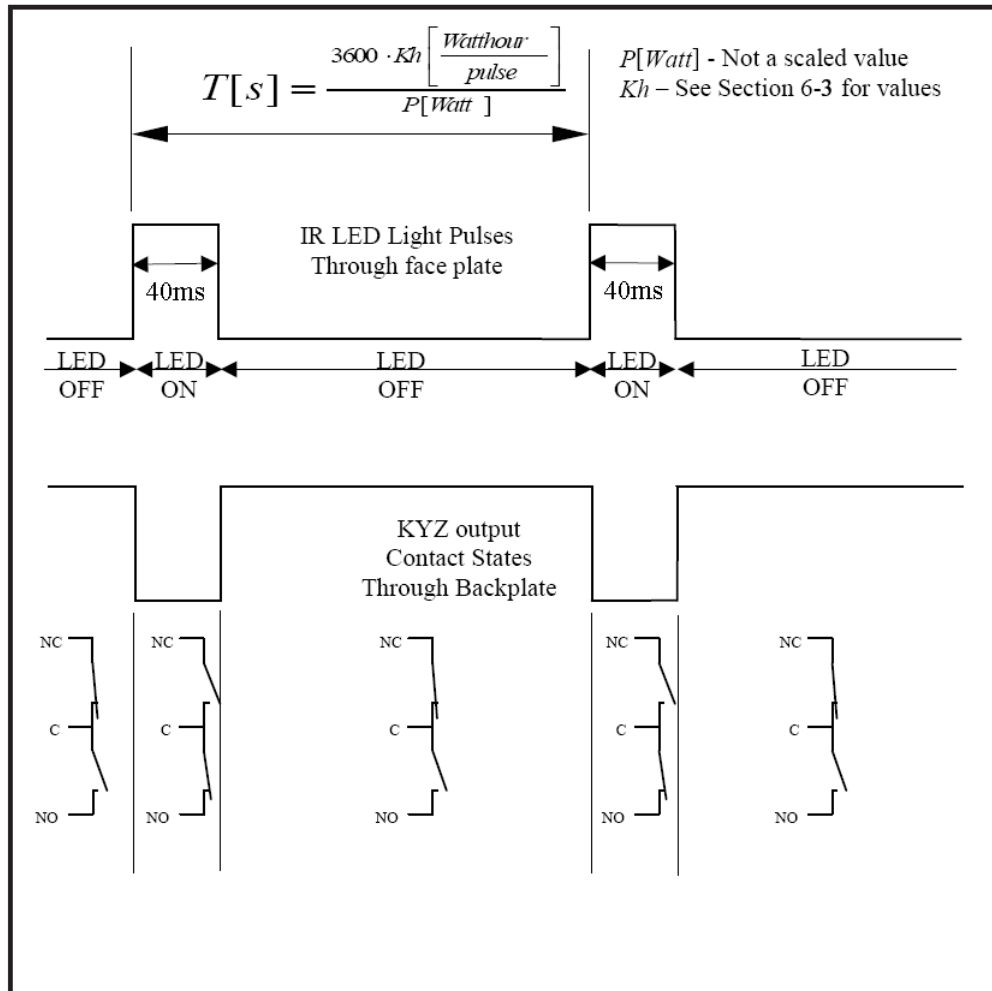 T[s] = 3600 · Kh [Watthour / pulse] / P[Watt ]
P[Watt] - Not a scaled value
Kh – See Section 6-3 for values
IR LED Light Pulses
Through face plate
40ms
40ms
LED
OFF
LED
ON
LED
OFF
LED
ON
LED
OFF
KYZ output
Contact States
Through Backplate
NC
NC
NC
NC
NC
C
C
C
C
C
NO
NO
NO
NO
NO